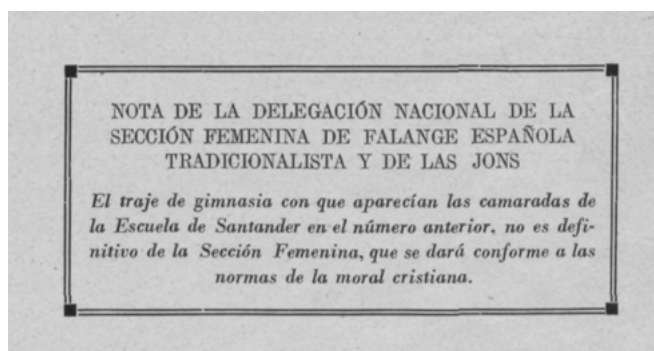 NOTA DE LA DELEGACIÓN NACIONAL DE LA
SECCIÓN FEMENINA DE FALANGE ESPAÑOLA
TRADICIONALISTA Y DE LAS JONS
El traje de gimnasia con que aparecían las camaradas de
la Escuela de Santander en el número anterior, no es defi-
nitivo de la Sección Femenina, que se dará conforme a las
normas de la moral cristiana.